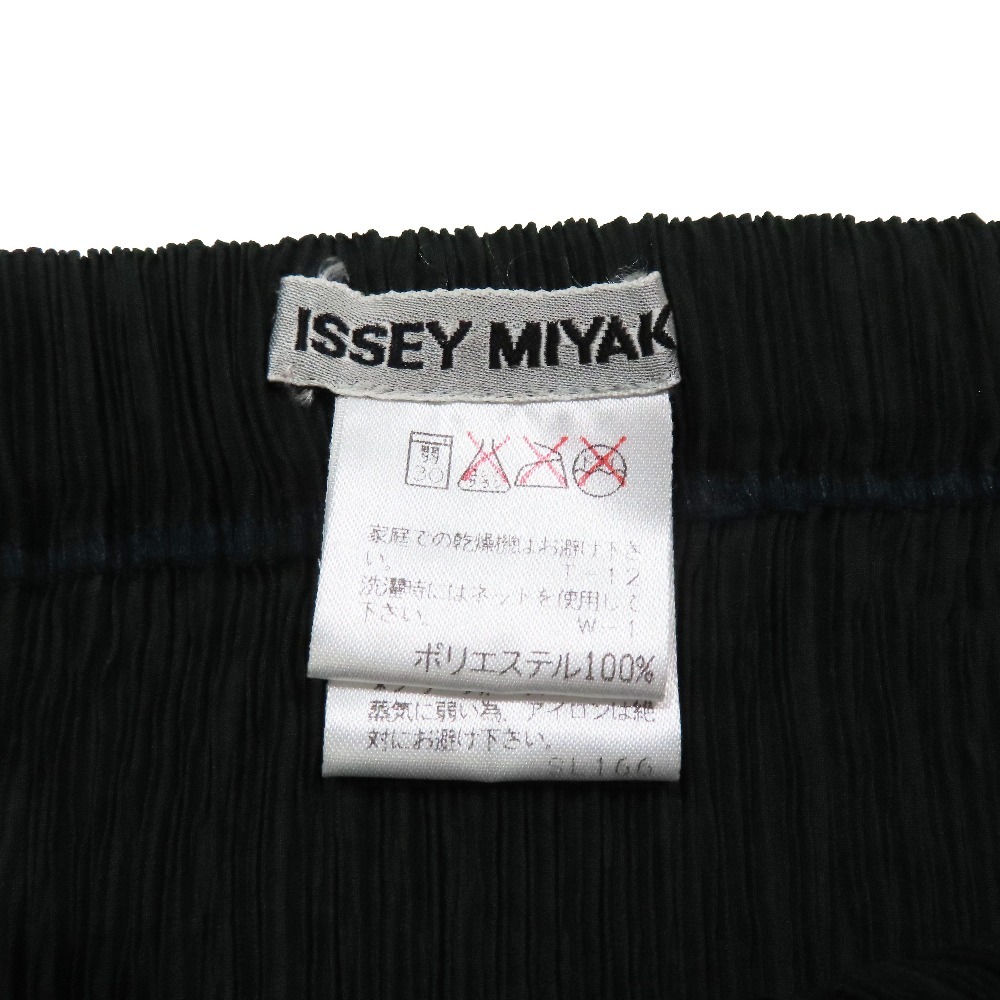 ISSEY MIYAK
30
家庭での乾燥機はお避け下さ
い。 T-12
洗濯時にはネットを使用して
下さい。 W-1
ポリエステル100%
蒸気に弱い為、アイロンは絶
対にお避け下さい。
SL166